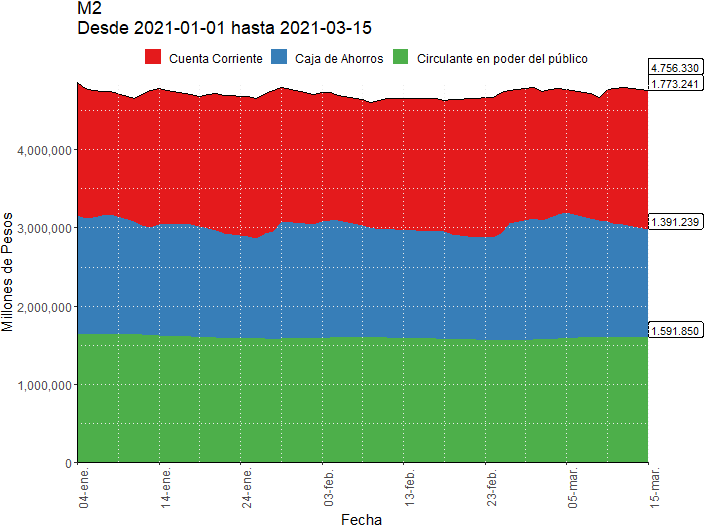 M2
Desde 2021-01-01 hasta 2021-03-15
Cuenta Corriente
Caja de Ahorros
Circulante en poder del público
4.756.330
1.773.241
1.391.239
1.591.850
Millones de Pesos
4,000,000
3,000,000
2,000,000
1,000,000
0
04-ene.
14-ene.
24-ene.
03-feb.
13-feb.
23-feb.
05-mar.
15-mar.
Fecha